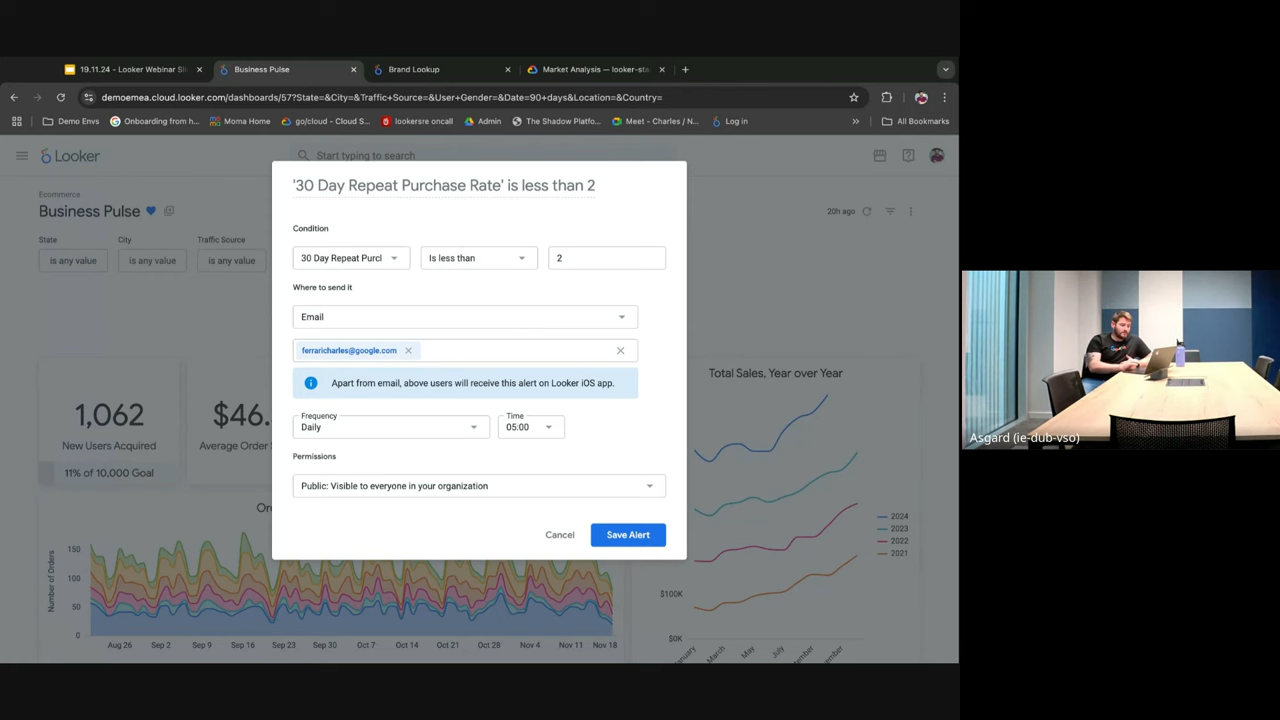 19.11.24 - Looker Webinar Sli
Business Pulse
Brand Lookup
Market Analysis — looker-sta
demoemea.cloud.looker.com/dashboards/57?State=&City=&Traffic+Source=&User+Gender=&Date=90+days&Location=&Country=
Demo Envs
Onboarding from h...
Moma Home
go/cloud - Cloud S...
lookersre oncall
Admin
The Shadow Platfo...
Meet - Charles / N...
Log in
All Bookmarks
Looker
Start typing to search
Ecommerce
Business Pulse
20h ago
State
City
Traffic Source
is any value
is any value
is any value
'30 Day Repeat Purchase Rate' is less than 2
Condition
30 Day Repeat Purcl
Is less than
2
Where to send it
Email
ferraricharles@google.com
Apart from email, above users will receive this alert on Looker iOS app.
Frequency
Daily
Time
05:00
Permissions
Public: Visible to everyone in your organization
Cancel
Save Alert
1,062
New Users Acquired
11% of 10,000 Goal
$46.
Average Order S
Total Sales, Year over Year
2024
2023
2022
2021
$100K
$0K
March
May
July
Or
Number of Orders
150
100
50
0
Aug 26
Sep 2
Sep 9
Sep 16
Sep 23
Sep 30
Oct 7
Oct 14
Oct 21
Oct 28
Nov 4
Nov 11
Nov 18
Asgard (ie-dub-vso)